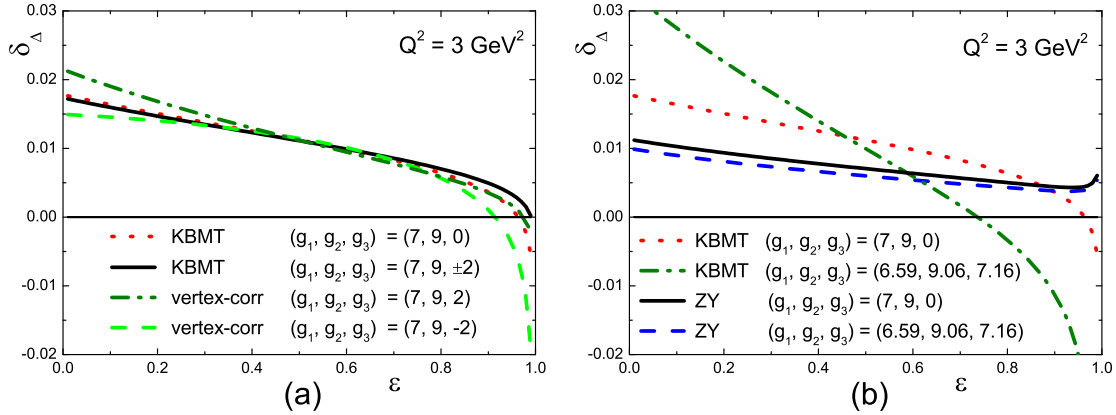 δ_Δ
Q² = 3 GeV²
0.03
0.02
0.01
0.00
-0.01
-0.02
KBMT (g₁, g₂, g₃) = (7, 9, 0)
KBMT (g₁, g₂, g₃) = (7, 9, ±2)
vertex-corr (g₁, g₂, g₃) = (7, 9, 2)
vertex-corr (g₁, g₂, g₃) = (7, 9, -2)
0.0 0.2 0.4 0.6 0.8 1.0
(a) ε
δ_Δ
Q² = 3 GeV²
0.03
0.02
0.01
0.00
-0.01
-0.02
KBMT (g₁, g₂, g₃) = (7, 9, 0)
KBMT (g₁, g₂, g₃) = (6.59, 9.06, 7.16)
ZY (g₁, g₂, g₃) = (7, 9, 0)
ZY (g₁, g₂, g₃) = (6.59, 9.06, 7.16)
0.0 0.2 0.4 0.6 0.8 1.0
(b) ε